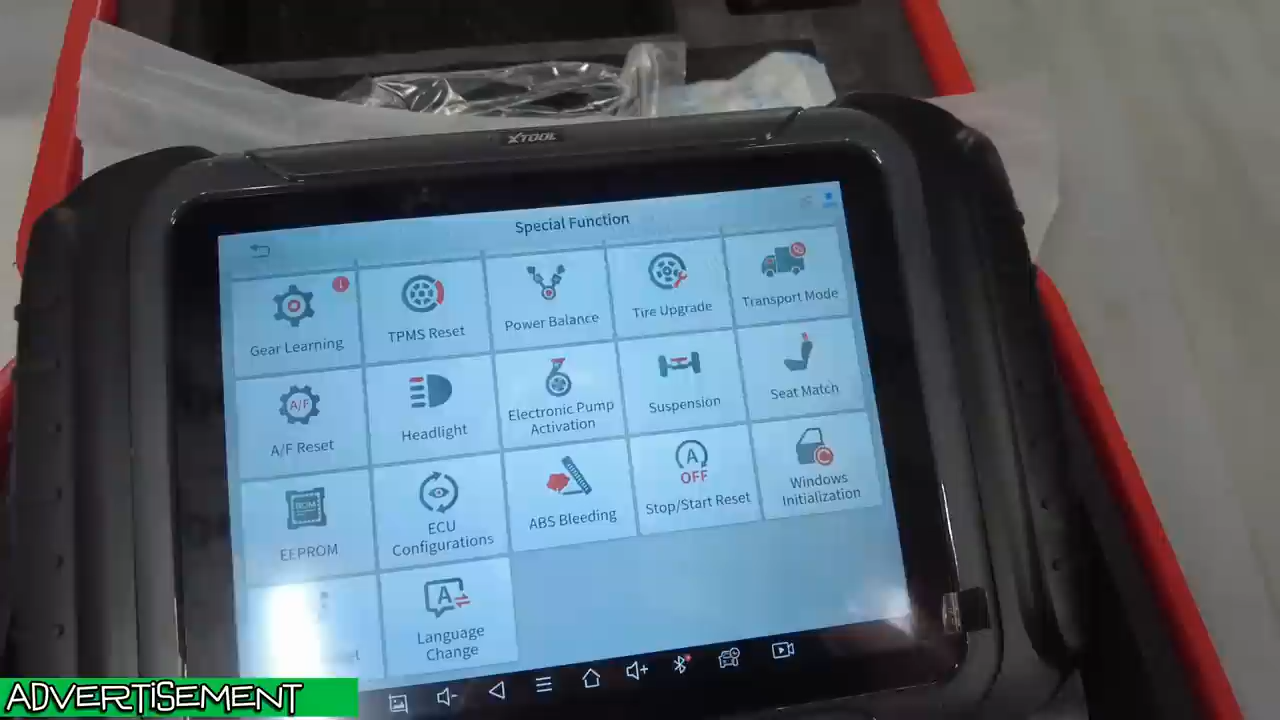 XTOOL
Special Function
Gear Learning
TPMS Reset
Power Balance
Tire Upgrade
Transport Mode
A/F
A/F Reset
Headlight
Electronic Pump
Activation
Suspension
Seat Match
EEPROM
ECU
Configurations
ABS Bleeding
A
OFF
Stop/Start Reset
Windows
Initialization
A
Language
Change
ADVERTiSEMENT